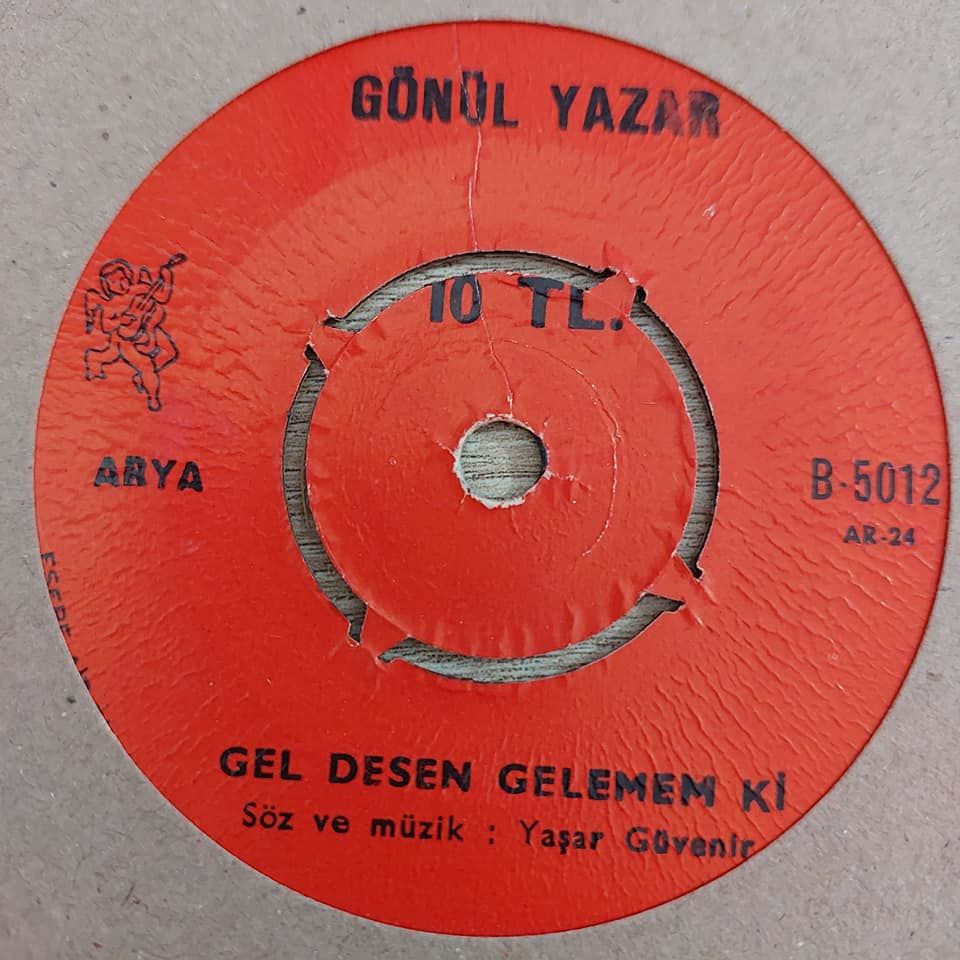 GÖNÜL YAZAR
10 TL.
ARYA
B-5012
AR-24
GEL DESEN GELEMEM Kİ
Söz ve müzik : Yaşar Güvenir